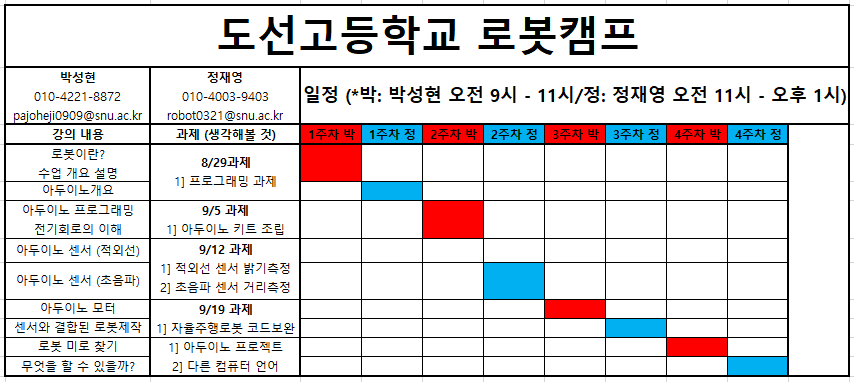 도선고등학교 로봇캠프
박성현
010-4221-8872
pajoheji0909@snu.ac.kr
정재영
010-4003-9403
robot0321@snu.ac.kr
일정 (*박: 박성현 오전 9시 - 11시/정: 정재영 오전 11시 - 오후 1시)
강의 내용 과제 (생각해볼 것) 1주차 박 1주차 정 2주차 박 2주차 정 3주차 박 3주차 정 4주차 박 4주차 정
로봇이란?
수업 개요 설명
아두이노개요
8/29과제
1] 프로그래밍 과제
아두이노 프로그래밍
전기회로의 이해
9/5 과제
1] 아두이노 키트 조립
아두이노 센서 (적외선)
아두이노 센서 (초음파)
9/12 과제
1] 적외선 센서 밝기측정
2] 초음파 센서 거리측정
아두이노 모터
센서와 결합된 로봇제작
9/19 과제
1] 자율주행로봇 코드보완
로봇 미로 찾기
무엇을 할 수 있을까?
1] 아두이노 프로젝트
2] 다른 컴퓨터 언어